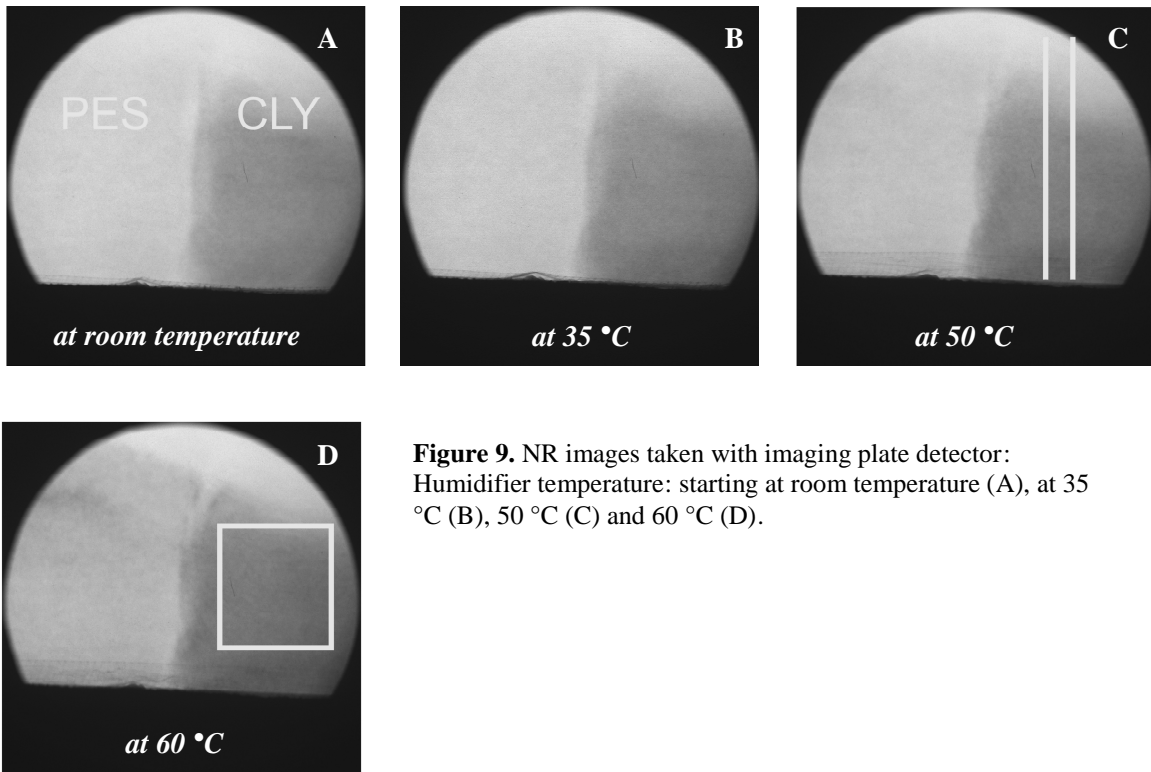 A
PES CLY
at room temperature
B
at 35 °C
C
at 50 °C
D
at 60 °C
Figure 9. NR images taken with imaging plate detector:
Humidifier temperature: starting at room temperature (A), at 35
°C (B), 50 °C (C) and 60 °C (D).